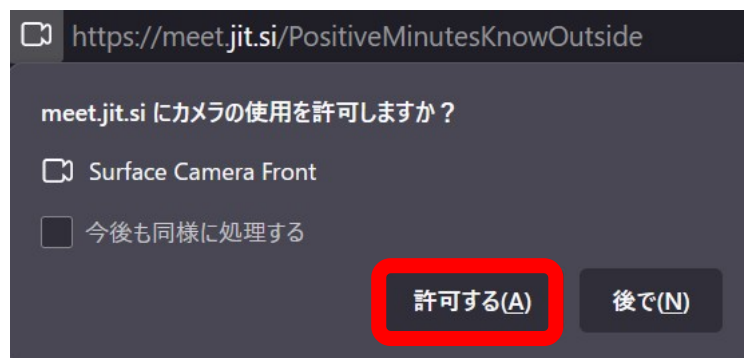 https://meet.jit.si/PositiveMinutesKnowOutside
meet.jit.si にカメラの使用を許可しますか？
Surface Camera Front
今後も同様に処理する
許可する(A) 後で(N)